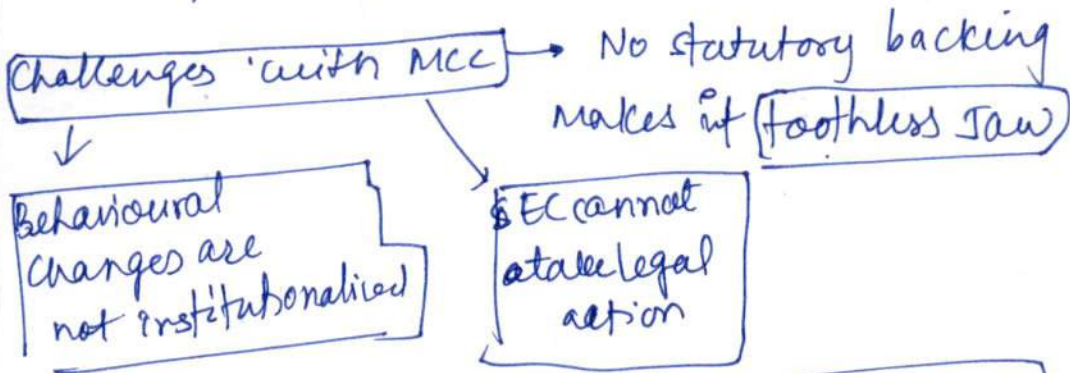 Challenges with MCC → No statutory backing
makes it toothless Jaw
Behavioural
changes are
not institutionalised
EC cannot
take legal
action